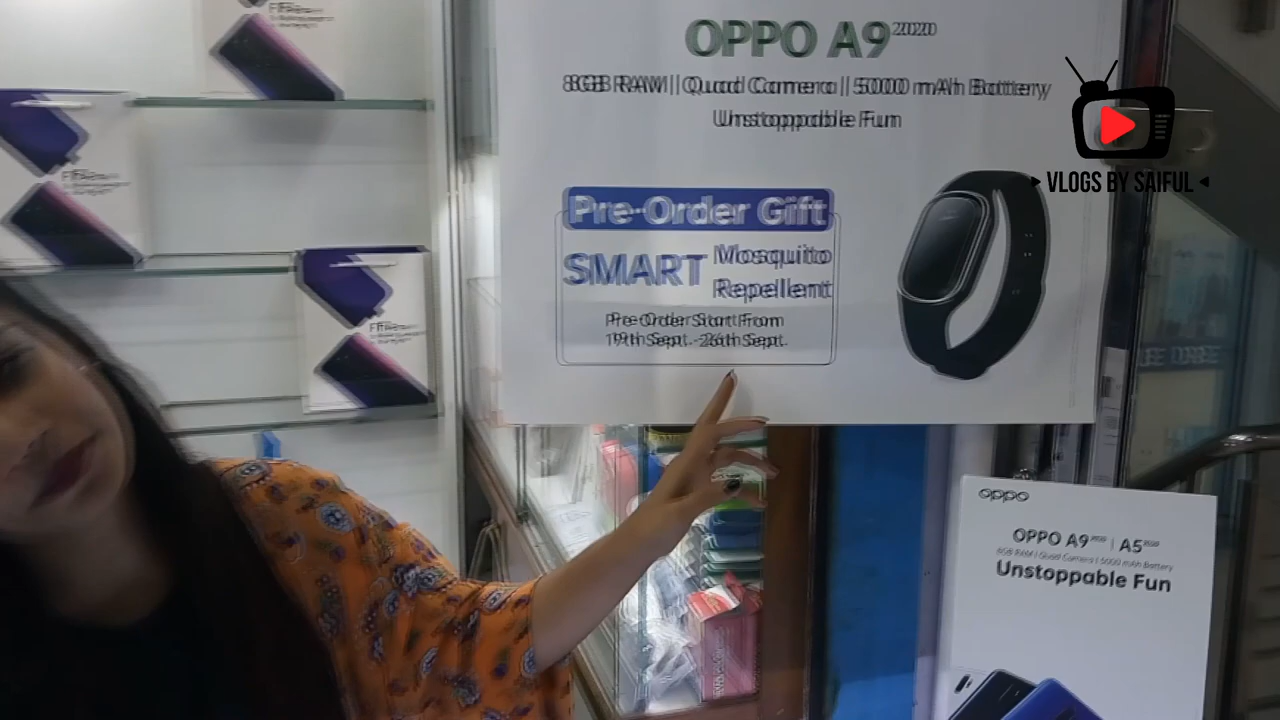 OPPO A9 2020
8GB RAM | Quad Camera | 5000 mAh Battery
Unstoppable Fun
VLOGS BY SAIFUL
Pre-Order Gift
SMART Mosquito
Repellent
Pre-Order Start From
19th Sept. - 26th Sept.
oppo
OPPO A9 2020 | A5 2020
8GB RAM | Quad Camera | 5000 mAh Battery
Unstoppable Fun